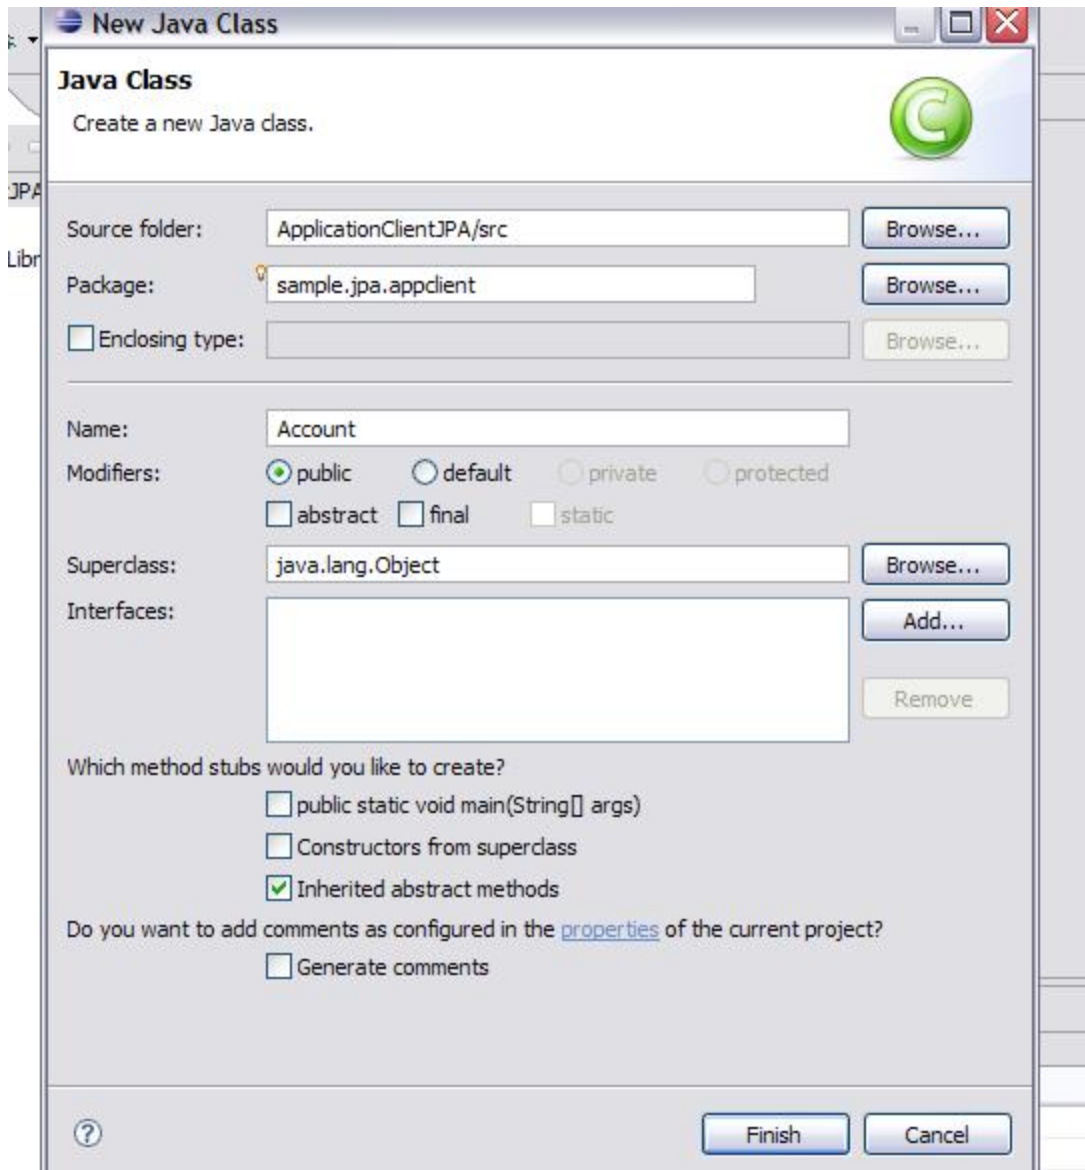 New Java Class
Java Class
Create a new Java class.
JPA
Source folder: ApplicationClientJPA/src Browse...
Libr
Package: sample.jpa.appclient Browse...
Enclosing type: Browse...
Name: Account
Modifiers: public default private protected
abstract final static
Superclass: java.lang.Object Browse...
Interfaces: Add...
Remove
Which method stubs would you like to create?
public static void main(String[] args)
Constructors from superclass
Inherited abstract methods
Do you want to add comments as configured in the properties of the current project?
Generate comments
? Finish Cancel